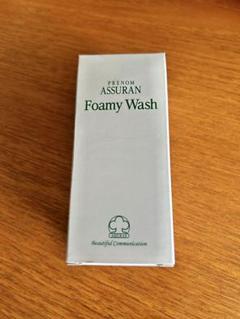 PRENOM
ASSURAN
Foamy Wash
Beautiful Communication